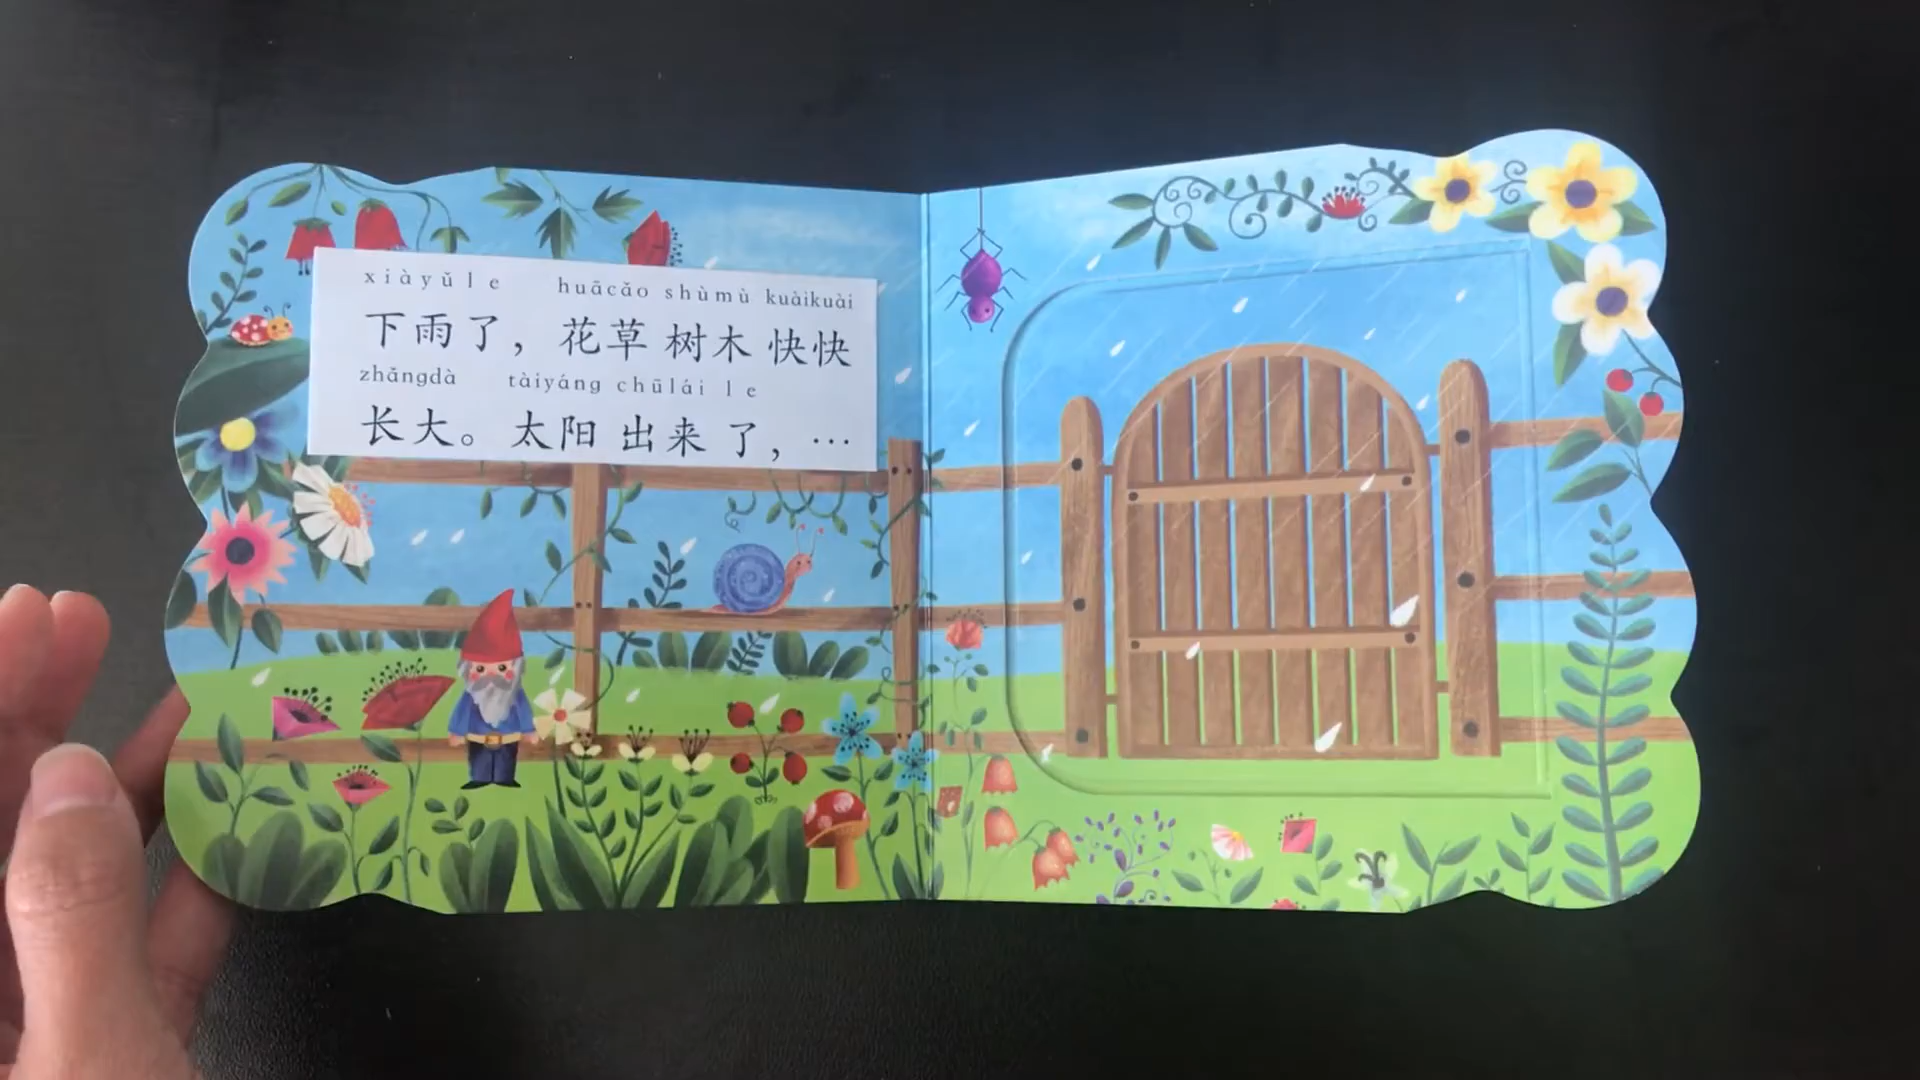 xiàyǔle huācǎo shùmù kuàikuài
下雨了，花草 树木 快快
zhǎngdà tàiyáng chūlái le
长大。太阳 出来 了，…